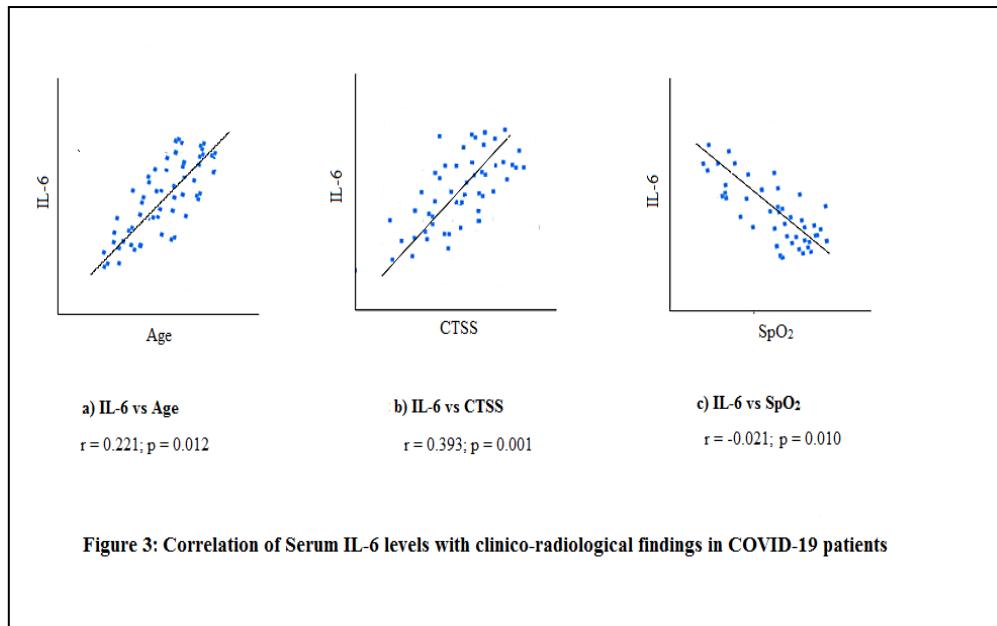 IL-6
Age
IL-6
CTSS
IL-6
SpO₂
a) IL-6 vs Age
r = 0.221; p = 0.012
b) IL-6 vs CTSS
r = 0.393; p = 0.001
c) IL-6 vs SpO₂
r = -0.021; p = 0.010
Figure 3: Correlation of Serum IL-6 levels with clinico-radiological findings in COVID-19 patients